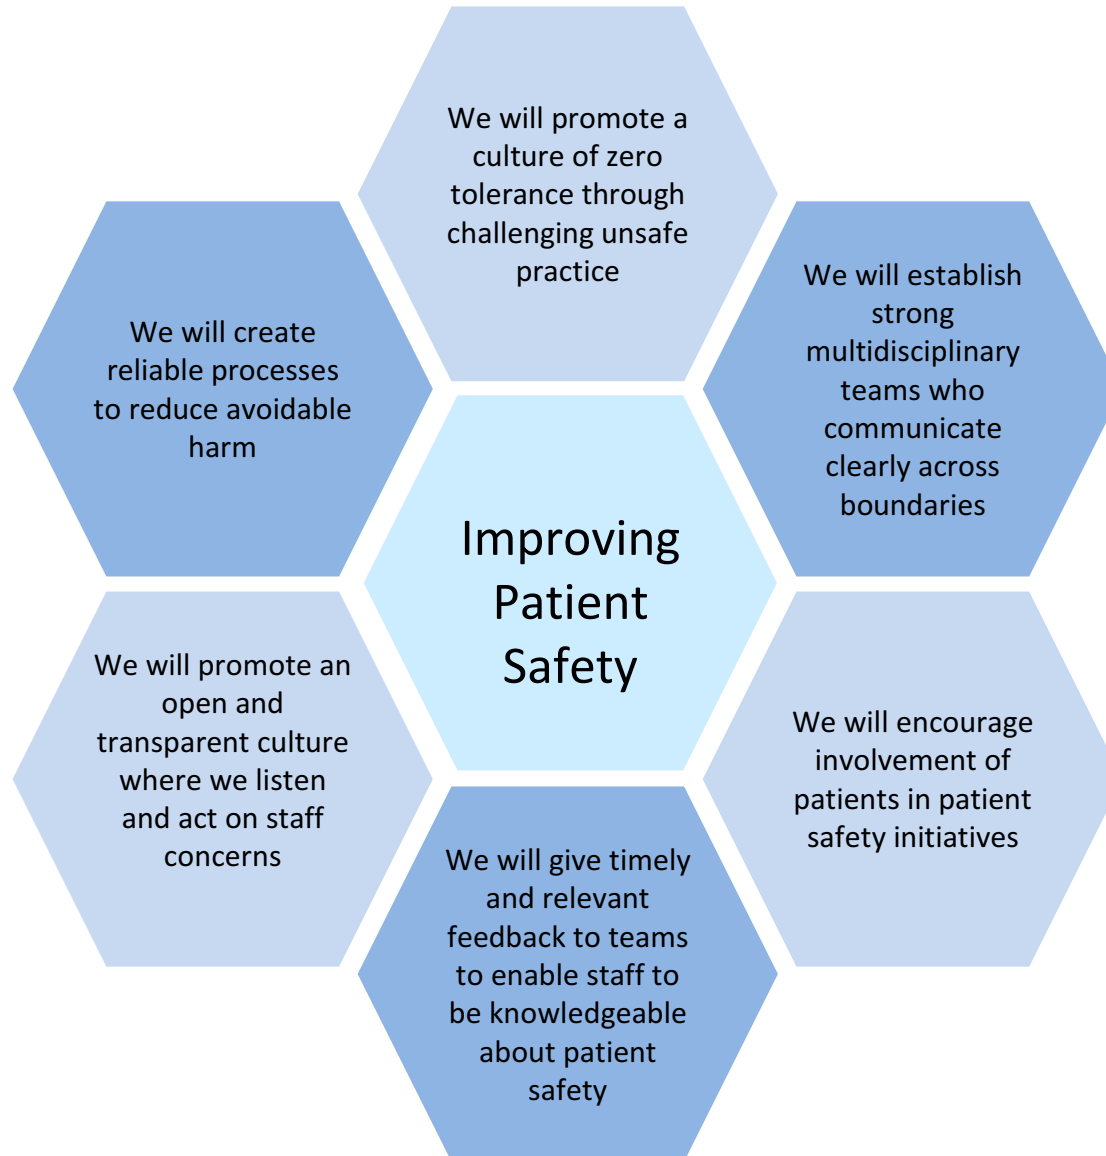 We will promote a
culture of zero
tolerance through
challenging unsafe
practice
We will establish
strong
multidisciplinary
teams who
communicate
clearly across
boundaries
We will create
reliable processes
to reduce avoidable
harm
Improving
Patient
Safety
We will promote an
open and
transparent culture
where we listen
and act on staff
concerns
We will encourage
involvement of
patients in patient
safety initiatives
We will give timely
and relevant
feedback to teams
to enable staff to
be knowledgeable
about patient
safety